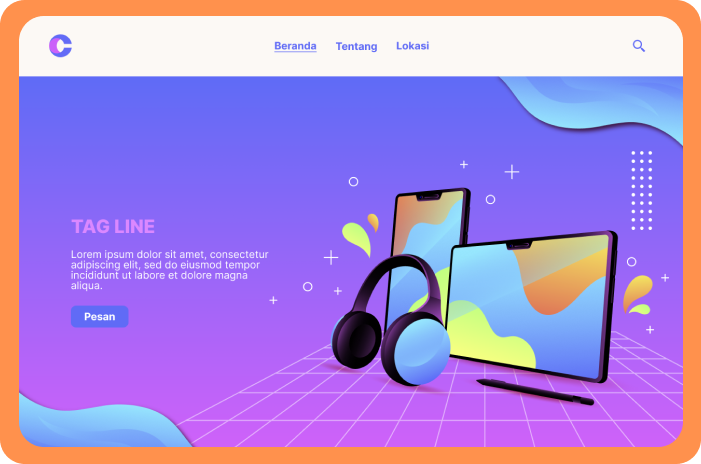 C
Beranda
Tentang
Lokasi
TAG LINE
Lorem ipsum dolor sit amet, consectetur
adipiscing elit, sed do eiusmod tempor
incididunt ut labore et dolore magna
aliqua.
Pesan